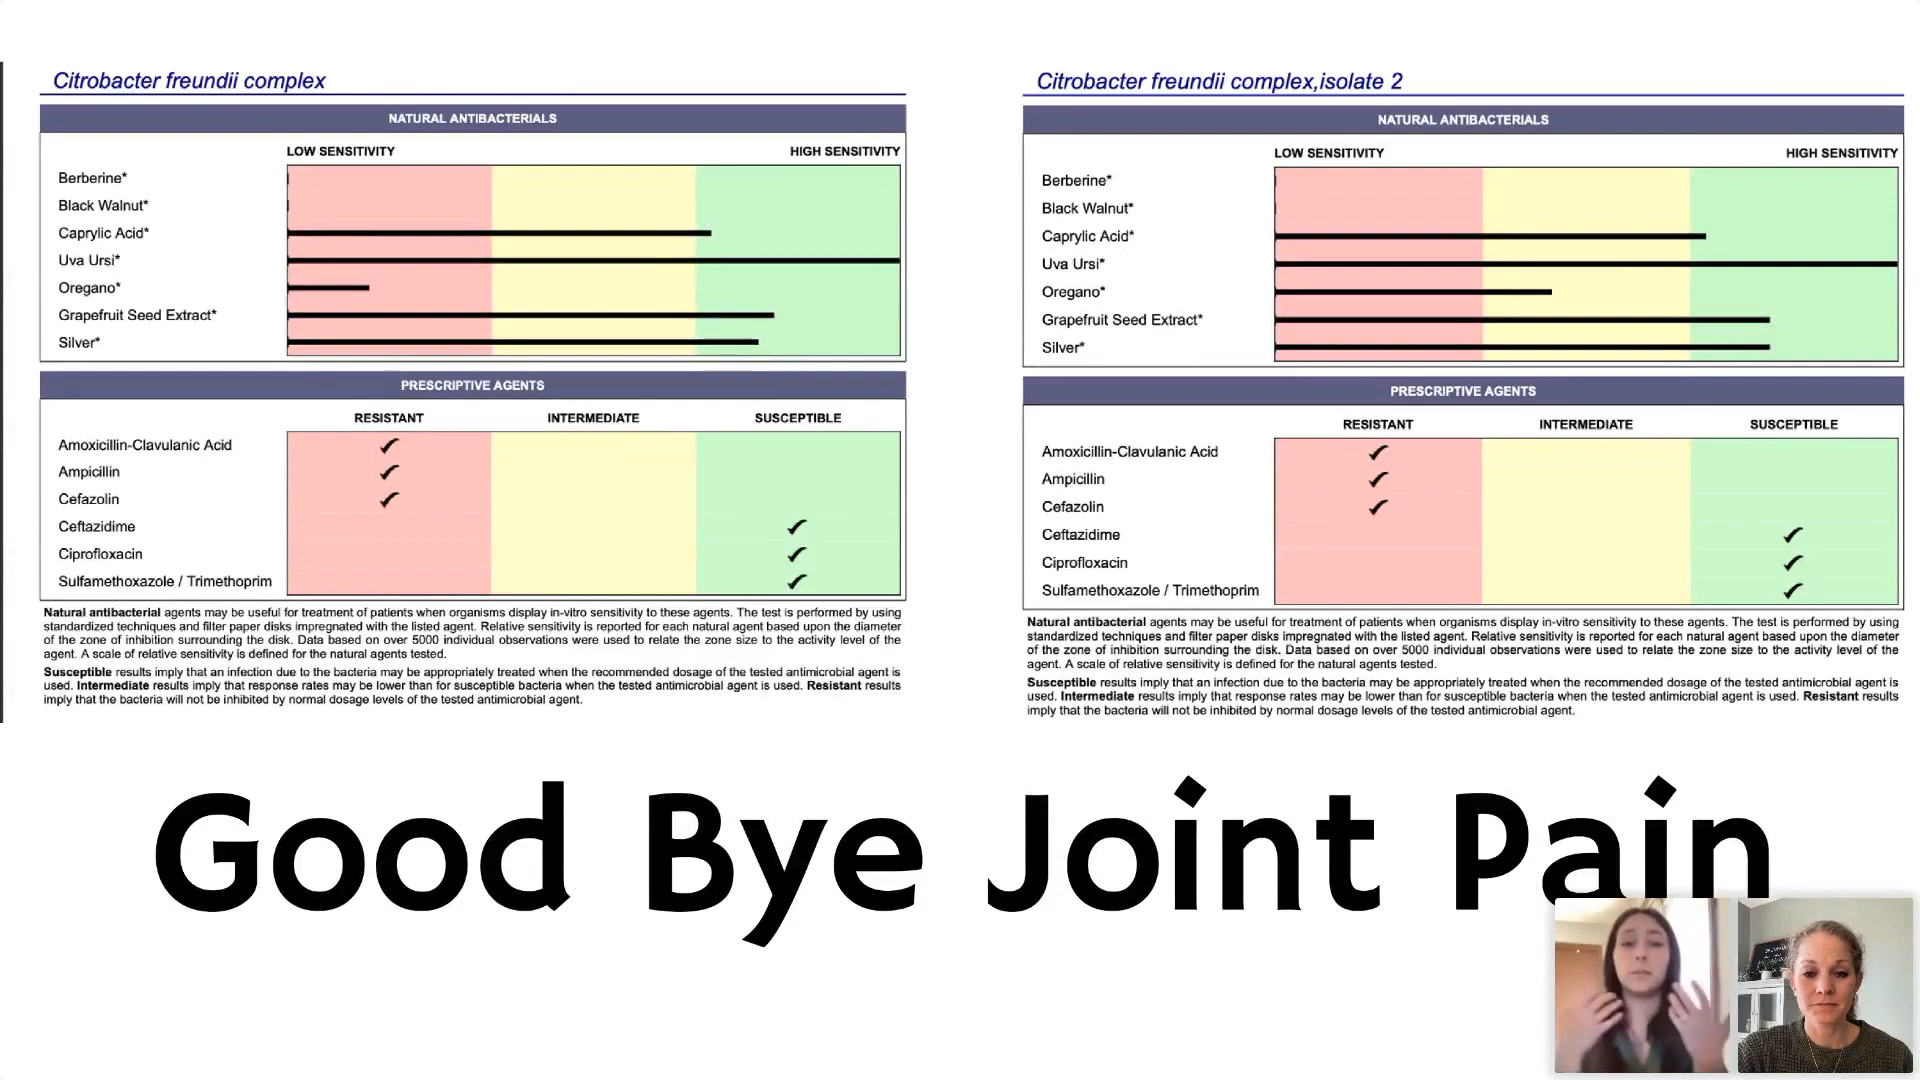 Citrobacter freundii complex
NATURAL ANTIBACTERIALS
LOW SENSITIVITY HIGH SENSITIVITY
Berberine*
Black Walnut*
Caprylic Acid*
Uva Ursi*
Oregano*
Grapefruit Seed Extract*
Silver*
PRESCRIPTIVE AGENTS
RESISTANT INTERMEDIATE SUSCEPTIBLE
Amoxicillin-Clavulanic Acid
Ampicillin
Cefazolin
Ceftazidime
Ciprofloxacin
Sulfamethoxazole / Trimethoprim
Natural antibacterial agents may be useful for treatment of patients when organisms display in-vitro sensitivity to these agents. The test is performed by using
standardized techniques and filter paper disks impregnated with the listed agent. Relative sensitivity is reported for each natural agent based upon the diameter
of the zone of inhibition surrounding the disk. Data based on over 5000 individual observations were used to relate the zone size to the activity level of the
agent. A scale of relative sensitivity is defined for the natural agents tested.
Susceptible results imply that an infection due to the bacteria may be appropriately treated when the recommended dosage of the tested antimicrobial agent is
used. Intermediate results imply that response rates may be lower than for susceptible bacteria when the tested antimicrobial agent is used. Resistant results
imply that the bacteria will not be inhibited by normal dosage levels of the tested antimicrobial agent.
Citrobacter freundii complex,isolate 2
NATURAL ANTIBACTERIALS
LOW SENSITIVITY HIGH SENSITIVITY
Berberine*
Black Walnut*
Caprylic Acid*
Uva Ursi*
Oregano*
Grapefruit Seed Extract*
Silver*
PRESCRIPTIVE AGENTS
RESISTANT INTERMEDIATE SUSCEPTIBLE
Amoxicillin-Clavulanic Acid
Ampicillin
Cefazolin
Ceftazidime
Ciprofloxacin
Sulfamethoxazole / Trimethoprim
Natural antibacterial agents may be useful for treatment of patients when organisms display in-vitro sensitivity to these agents. The test is performed by using
standardized techniques and filter paper disks impregnated with the listed agent. Relative sensitivity is reported for each natural agent based upon the diameter
of the zone of inhibition surrounding the disk. Data based on over 5000 individual observations were used to relate the zone size to the activity level of the
agent. A scale of relative sensitivity is defined for the natural agents tested.
Susceptible results imply that an infection due to the bacteria may be appropriately treated when the recommended dosage of the tested antimicrobial agent is
used. Intermediate results imply that response rates may be lower than for susceptible bacteria when the tested antimicrobial agent is used. Resistant results
imply that the bacteria will not be inhibited by normal dosage levels of the tested antimicrobial agent.
Good Bye Joint Pain